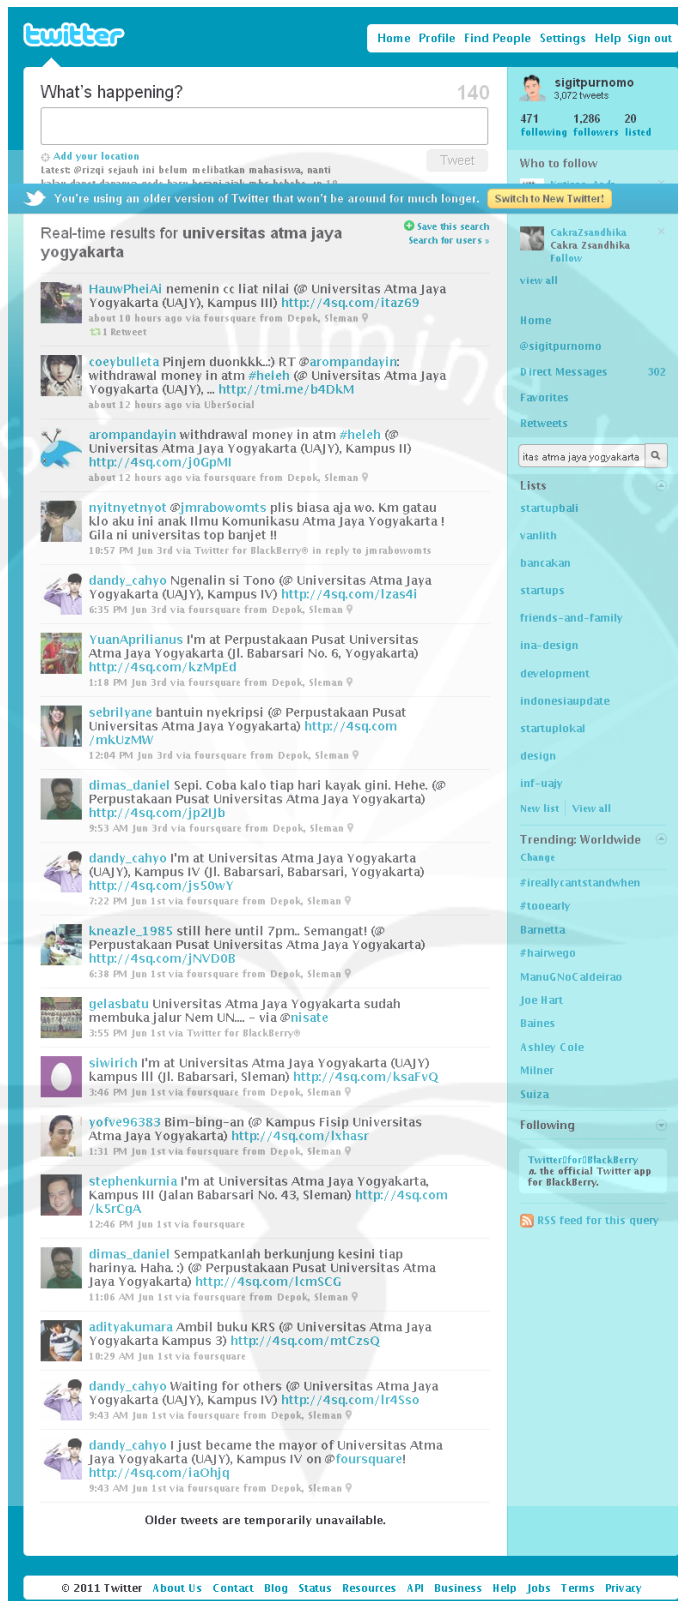 twitter
Home Profile Find People Settings Help Sign out
What's happening?
140
Add your location
Latest: @rizqi sejauh ini belum melibatkan mahasiswa, nanti
Tweet
You're using an older version of Twitter that won't be around for much longer. Switch to New Twitter!
Real-time results for universitas atma jaya
yogyakarta
Save this search
Search for users »
HauwPheiAi nemenin cc liat nilai (@ Universitas Atma Jaya
Yogyakarta (UAJY), Kampus III) http://4sq.com/itaz69
about 10 hours ago via foursquare from Depok, Sleman
1 Retweet
coeybulieta Pinjem duonkkk..:) RT @arompandayin:
withdrawal money in atm #heleh (@ Universitas Atma Jaya
Yogyakarta (UAJY), ... http://tmi.me/b4DkM
about 12 hours ago via UberSocial
arompandayin withdrawal money in atm #heleh (@
Universitas Atma Jaya Yogyakarta (UAJY), Kampus II)
http://4sq.com/j0GpMI
about 12 hours ago via foursquare from Depok, Sleman
nyitnyetnyot @jmrabowomts plis biasa aja wo. Km gatau
klo aku ini anak Ilmu Komunikasu Atma Jaya Yogyakarta !
Gila ni universitas top banjet !!
10:57 PM Jun 3rd via Twitter for BlackBerry® in reply to jmrabowomts
dandy_cahyo Ngenalin si Tono (@ Universitas Atma Jaya
Yogyakarta (UAJY), Kampus IV) http://4sq.com/lzas4i
6:35 PM Jun 3rd via foursquare from Depok, Sleman
YuanAprilianus I'm at Perpustakaan Pusat Universitas
Atma Jaya Yogyakarta (Jl. Babarsari No. 6, Yogyakarta)
http://4sq.com/kzMpEd
1:18 PM Jun 3rd via foursquare from Depok, Sleman
sebrilyane bantuin nyekripsi (@ Perpustakaan Pusat
Universitas Atma Jaya Yogyakarta) http://4sq.com
/mkUzMW
12:04 PM Jun 3rd via foursquare from Depok, Sleman
dimas_daniel Sepi. Coba kalo tiap hari kayak gini. Hehe. (@
Perpustakaan Pusat Universitas Atma Jaya Yogyakarta)
http://4sq.com/jp2IJb
9:53 AM Jun 3rd via foursquare from Depok, Sleman
dandy_cahyo I'm at Universitas Atma Jaya Yogyakarta
(UAJY), Kampus IV (Jl. Babarsari, Babarsari, Yogyakarta)
http://4sq.com/js50wY
7:22 PM Jun 1st via foursquare from Depok, Sleman
kneazle_1985 still here until 7pm.. Semangat! (@
Perpustakaan Pusat Universitas Atma Jaya Yogyakarta)
http://4sq.com/jNVD0B
6:38 PM Jun 1st via foursquare from Depok, Sleman
gelasbatu Universitas Atma Jaya Yogyakarta sudah
membuka jalur Nem UN.... - via @nisate
3:55 PM Jun 1st via Twitter for BlackBerry®
siwirich I'm at Universitas Atma Jaya Yogyakarta (UAJY)
kampus III (Jl. Babarsari, Sleman) http://4sq.com/ksaFvQ
3:46 PM Jun 1st via foursquare from Depok, Sleman
yofve96383 Bim-bing-an (@ Kampus Fisip Universitas
Atma Jaya Yogyakarta) http://4sq.com/lxhasr
1:31 PM Jun 1st via foursquare from Depok, Sleman
stephenkurnia I'm at Universitas Atma Jaya Yogyakarta,
Kampus III (Jalan Babarsari No. 43, Sleman) http://4sq.com
/k5rCgA
12:46 PM Jun 1st via foursquare
dimas_daniel Sempatkanlah berkunjung kesini tiap
harinya. Haha. :) (@ Perpustakaan Pusat Universitas Atma
Jaya Yogyakarta) http://4sq.com/lcmSCG
11:06 AM Jun 1st via foursquare from Depok, Sleman
adityakumara Ambil buku KRS (@ Universitas Atma Jaya
Yogyakarta Kampus 3) http://4sq.com/mtCzsQ
10:29 AM Jun 1st via foursquare
dandy_cahyo Waiting for others (@ Universitas Atma Jaya
Yogyakarta (UAJY), Kampus IV) http://4sq.com/lr4Sso
9:43 AM Jun 1st via foursquare from Depok, Sleman
dandy_cahyo I just became the mayor of Universitas Atma
Jaya Yogyakarta (UAJY), Kampus IV on @foursquare!
http://4sq.com/iaOhjq
9:43 AM Jun 1st via foursquare from Depok, Sleman
Older tweets are temporarily unavailable.
sigitpurnomo
3,072 tweets
471 1,286 20
following followers listed
Who to follow
CakraZsandhika
Cakra Zsandhika
Follow
view all
Home
@sigitpurnomo
Direct Messages 302
Favorites
Retweets
itas atma jaya yogyakarta
Lists
startupbali
vanlith
bancakan
startups
friends-and-family
ina-design
development
indonesiaupdate
startuplokal
design
inf-uajy
New list View all
Trending: Worldwide
Change
#ireallycantstandwhen
#tooearly
Barnetta
#hairwego
ManuGNoCaldeirao
Joe Hart
Baines
Ashley Cole
Milner
Suiza
Following
Twitter for BlackBerry
n. the official Twitter app
for BlackBerry.
RSS feed for this query
© 2011 Twitter About Us Contact Blog Status Resources API Business Help Jobs Terms Privacy